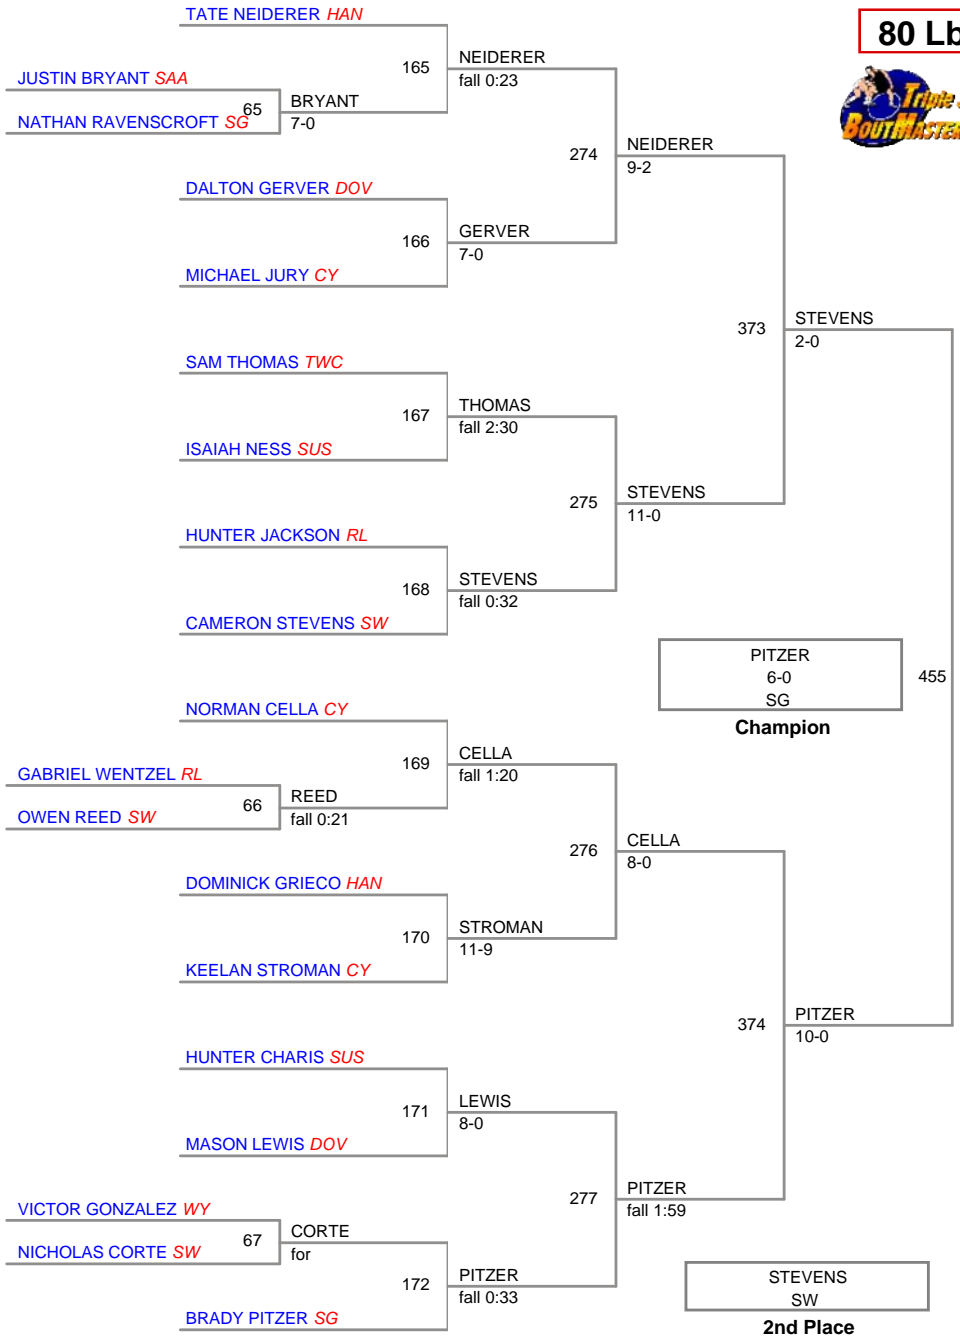 TATE NEIDERER HAN
80 Lb
165
NEIDERER
fall 0:23
JUSTIN BRYANT SAA
65
BRYANT
7-0
NATHAN RAVENSCROFT SG
Triple
BOUTMASTER
274
NEIDERER
9-2
DALTON GERVER DOV
166
GERVER
7-0
MICHAEL JURY CY
373
STEVENS
2-0
SAM THOMAS TWC
167
THOMAS
fall 2:30
ISAIAH NESS SUS
275
STEVENS
11-0
HUNTER JACKSON RL
168
STEVENS
fall 0:32
CAMERON STEVENS SW
PITZER
6-0
SG
455
Champion
NORMAN CELLA CY
169
CELLA
fall 1:20
GABRIEL WENTZEL RL
66
REED
fall 0:21
OWEN REED SW
276
CELLA
8-0
DOMINICK GRIECO HAN
170
STROMAN
11-9
KEELAN STROMAN CY
374
PITZER
10-0
HUNTER CHARIS SUS
171
LEWIS
8-0
MASON LEWIS DOV
277
PITZER
fall 1:59
VICTOR GONZALEZ WY
67
CORTE
for
NICHOLAS CORTE SW
172
PITZER
fall 0:33
BRADY PITZER SG
STEVENS
SW
2nd Place